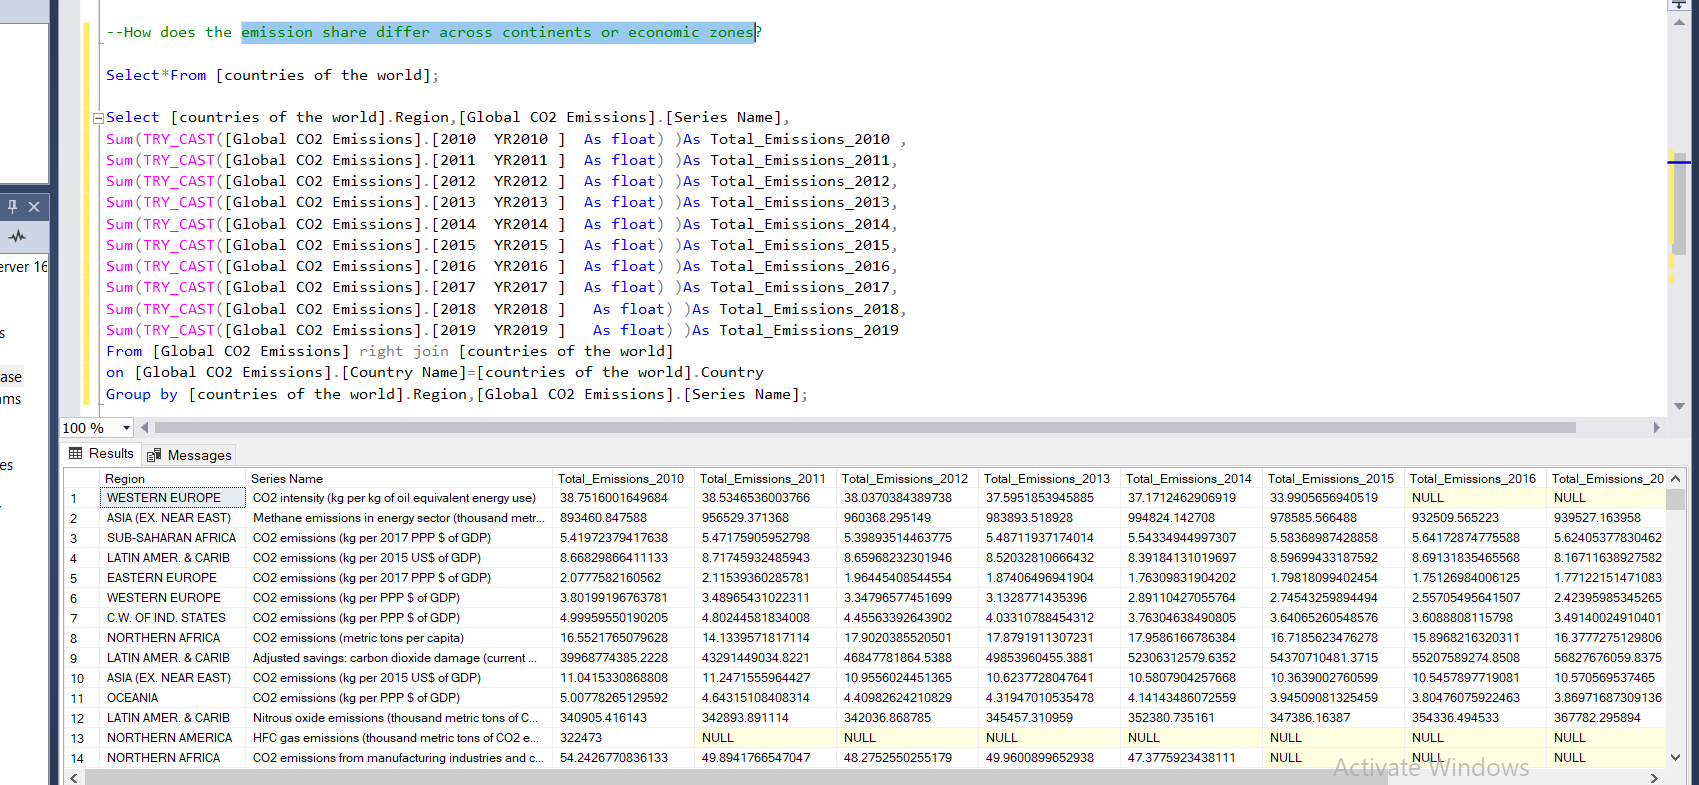 --How does the emission share differ across continents or economic zones?
Select*From [countries of the world];
Select [countries of the world].Region,[Global CO2 Emissions].[Series Name],
Sum(TRY_CAST([Global CO2 Emissions].[2010  YR2010 ]  As float) )As Total_Emissions_2010 ,
Sum(TRY_CAST([Global CO2 Emissions].[2011  YR2011 ]  As float) )As Total_Emissions_2011,
Sum(TRY_CAST([Global CO2 Emissions].[2012  YR2012 ]  As float) )As Total_Emissions_2012,
Sum(TRY_CAST([Global CO2 Emissions].[2013  YR2013 ]  As float) )As Total_Emissions_2013,
Sum(TRY_CAST([Global CO2 Emissions].[2014  YR2014 ]  As float) )As Total_Emissions_2014,
Sum(TRY_CAST([Global CO2 Emissions].[2015  YR2015 ]  As float) )As Total_Emissions_2015,
erver 16
Sum(TRY_CAST([Global CO2 Emissions].[2016  YR2016 ]  As float) )As Total_Emissions_2016,
Sum(TRY_CAST([Global CO2 Emissions].[2017  YR2017 ]  As float) )As Total_Emissions_2017,
Sum(TRY_CAST([Global CO2 Emissions].[2018  YR2018 ]   As float) )As Total_Emissions_2018,
s
Sum(TRY_CAST([Global CO2 Emissions].[2019  YR2019 ]   As float) )As Total_Emissions_2019
From [Global CO2 Emissions] right join [countries of the world]
ase
on [Global CO2 Emissions].[Country Name]=[countries of the world].Country
ms
Group by [countries of the world].Region,[Global CO2 Emissions].[Series Name];
100 %
Results Messages
es
Region Series Name Total_Emissions_2010 Total_Emissions_2011 Total_Emissions_2012 Total_Emissions_2013 Total_Emissions_2014 Total_Emissions_2015 Total_Emissions_2016 Total_Emissions_20
1 WESTERN EUROPE CO2 intensity (kg per kg of oil equivalent energy use) 38.7516001649684 38.5346536003766 38.0370384389738 37.5951853945885 37.1712462906919 33.9905656940519 NULL NULL
2 ASIA (EX. NEAR EAST) Methane emissions in energy sector (thousand metr... 893460.847588 956529.371368 960368.295149 983893.518928 994824.142708 978585.566488 932509.565223 939527.163958
3 SUB-SAHARAN AFRICA CO2 emissions (kg per 2017 PPP $ of GDP) 5.41972379417638 5.47175905952798 5.39893514463775 5.48711937174014 5.54334944997307 5.58368987428858 5.64172874775588 5.62405377830462
4 LATIN AMER. & CARIB CO2 emissions (kg per 2015 US$ of GDP) 8.66829866411133 8.71745932485943 8.65968232301946 8.52032810666432 8.39184131019697 8.59699433187592 8.69131835465568 8.16711638927582
5 EASTERN EUROPE CO2 emissions (kg per 2017 PPP $ of GDP) 2.0777582160562 2.11539360285781 1.96445408544554 1.87406496941904 1.76309831904202 1.79818099402454 1.75126984006125 1.77122151471083
6 WESTERN EUROPE CO2 emissions (kg per PPP $ of GDP) 3.80199196763781 3.48965431022311 3.34796577451699 3.1328771435396 2.89110427055764 2.74543259894494 2.55705495641507 2.42395985345265
7 C.W. OF IND. STATES CO2 emissions (kg per PPP $ of GDP) 4.99959550190205 4.80244581834008 4.45563392643902 4.03310788454312 3.76304638490805 3.64065260548576 3.6088808115798 3.49140024910401
8 NORTHERN AFRICA CO2 emissions (metric tons per capita) 16.5521765079628 14.1339571817114 17.9020385520501 17.8791911307231 17.9586166786384 16.7185623476278 15.8968216320311 16.3777275129806
9 LATIN AMER. & CARIB Adjusted savings: carbon dioxide damage (current ... 39968774385.2228 43291449034.8221 46847781864.5388 49853960455.3881 52306312579.6352 54370710481.3715 55207589274.8508 56827676059.8375
10 ASIA (EX. NEAR EAST) CO2 emissions (kg per 2015 US$ of GDP) 11.0415330868808 11.2471555964427 10.9556024451365 10.6237728047641 10.5807904257668 10.3639002760599 10.5457897719081 10.570569537465
11 OCEANIA CO2 emissions (kg per PPP $ of GDP) 5.00778265129592 4.64315108408314 4.40982624210829 4.31947010535478 4.14143486072559 3.94509081325459 3.80476075922463 3.86971687309136
12 LATIN AMER. & CARIB Nitrous oxide emissions (thousand metric tons of C... 340905.416143 342893.891114 342036.868785 345457.310959 352380.735161 347386.16387 354336.494533 367782.295894
13 NORTHERN AMERICA HFC gas emissions (thousand metric tons of CO2 e... 322473 NULL NULL NULL NULL NULL NULL NULL
14 NORTHERN AFRICA CO2 emissions from manufacturing industries and c... 54.2426770836133 49.8941766547047 48.2752550255179 49.9600899652938 47.3775923438111 NULL NULL NULL
Activate Windows